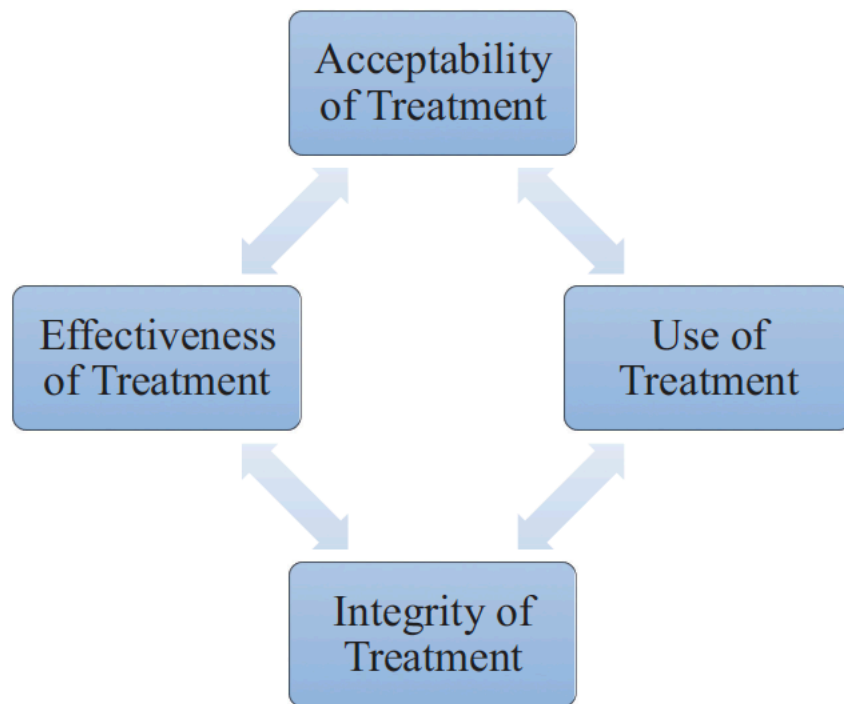 Acceptability
of Treatment
Effectiveness
of Treatment
Use of
Treatment
Integrity of
Treatment